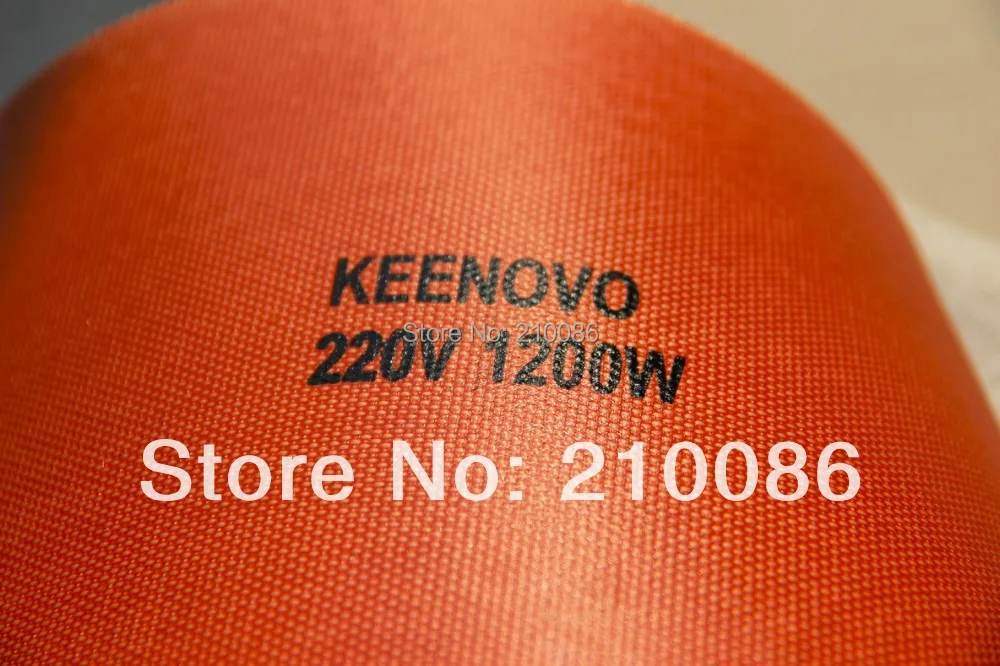 KEENOVO
Store No: 210086
220V 1200W
Store No: 210086